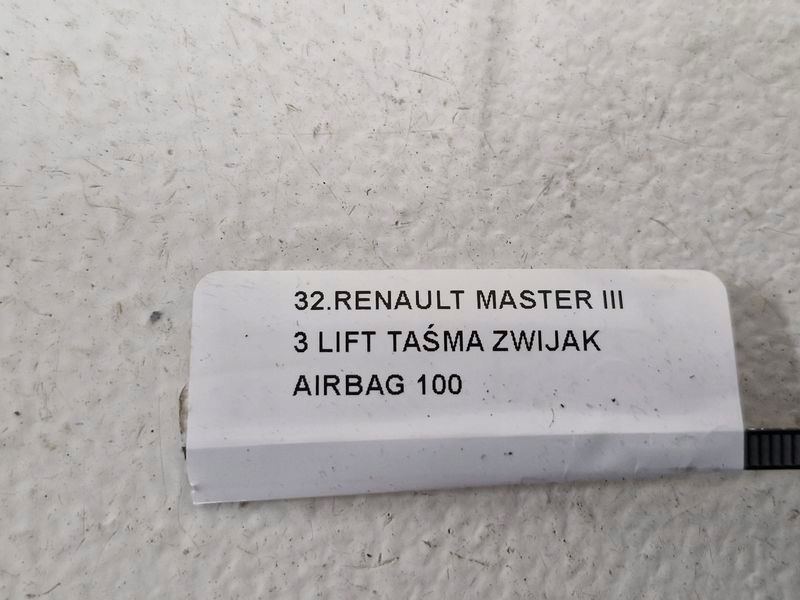 32.RENAULT MASTER III
3 LIFT TAŚMA ZWIJAK
AIRBAG 100